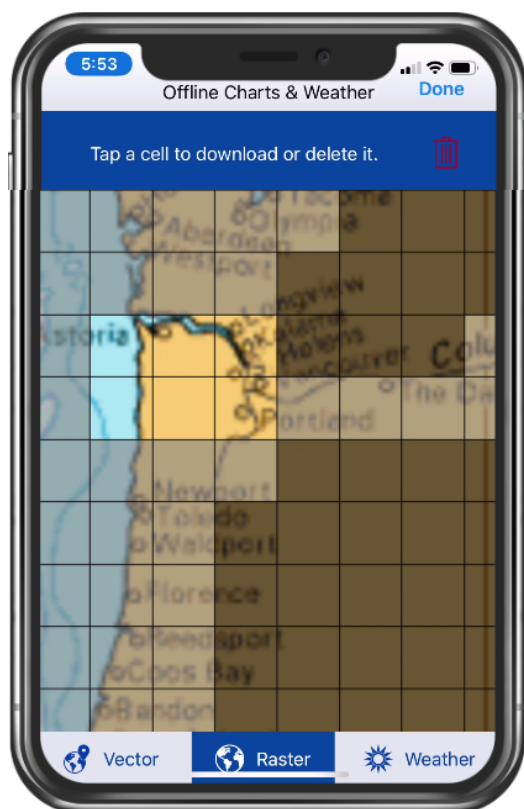 5:53
Offline Charts & Weather
Done
Tap a cell to download or delete it.
Tacoma
Olympia
Aberdeen
Westport
Longview
Kalama
Astoria
Helens
Vancouver
Colu
The Da
Portland
Newport
Toledo
Waldport
Florence
Reedsport
Coos Bay
Bandon
Vector
Raster
Weather